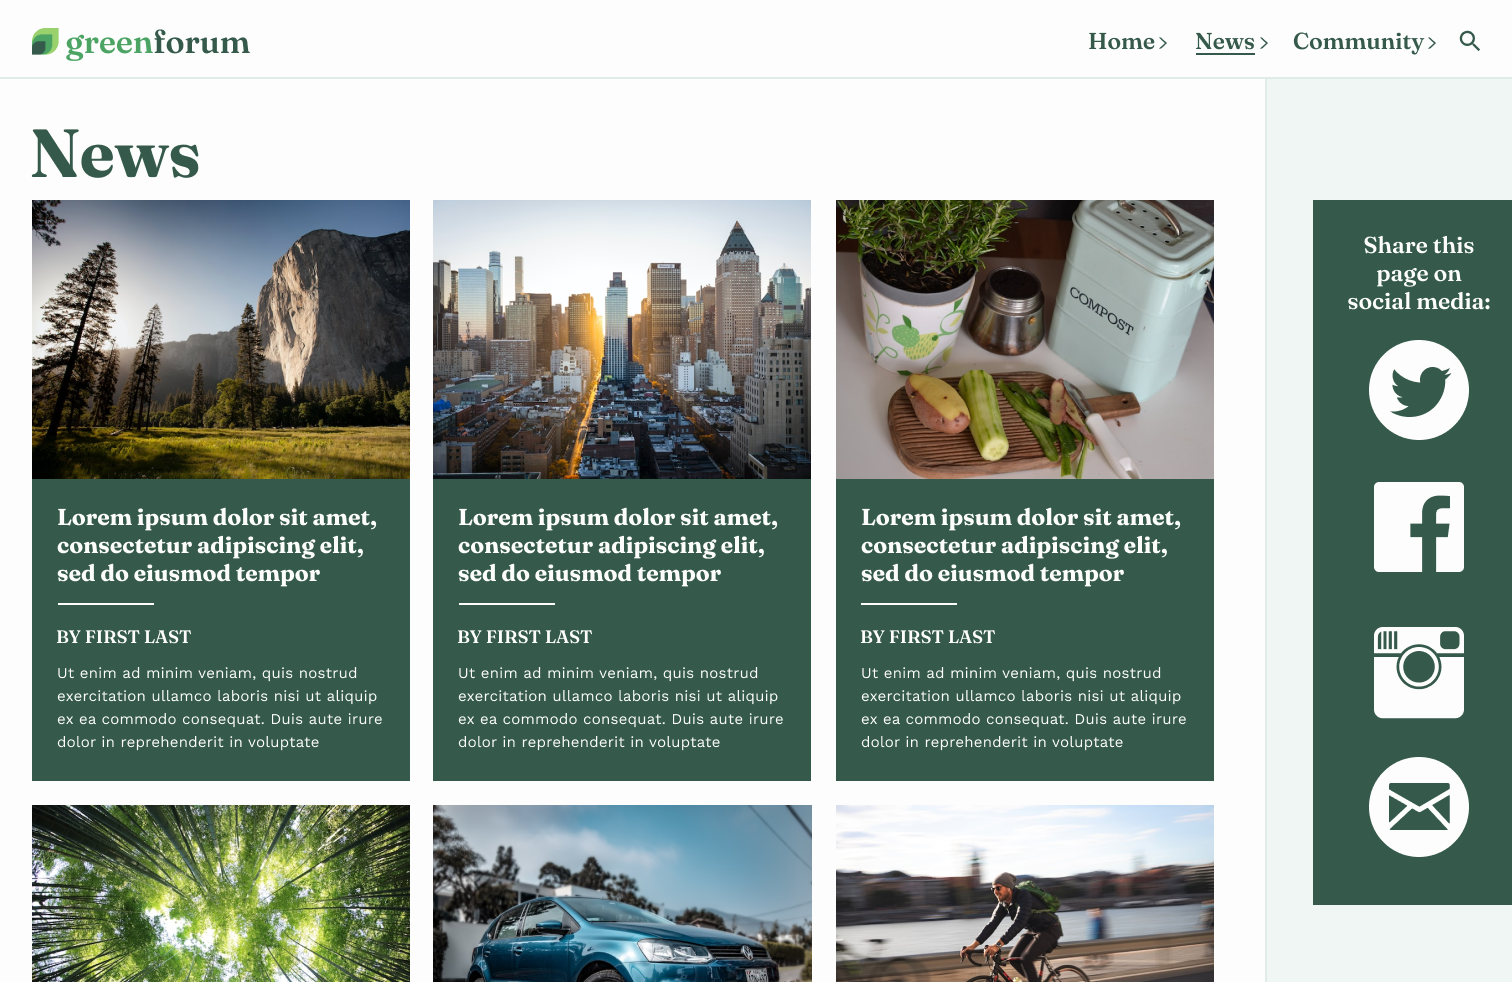 greenforum
Home
News
Community
News
COMPOST
Lorem ipsum dolor sit amet,
consectetur adipiscing elit,
sed do eiusmod tempor
BY FIRST LAST
Ut enim ad minim veniam, quis nostrud
exercitation ullamco laboris nisi ut aliquip
ex ea commodo consequat. Duis aute irure
dolor in reprehenderit in voluptate
Lorem ipsum dolor sit amet,
consectetur adipiscing elit,
sed do eiusmod tempor
BY FIRST LAST
Ut enim ad minim veniam, quis nostrud
exercitation ullamco laboris nisi ut aliquip
ex ea commodo consequat. Duis aute irure
dolor in reprehenderit in voluptate
Lorem ipsum dolor sit amet,
consectetur adipiscing elit,
sed do eiusmod tempor
BY FIRST LAST
Ut enim ad minim veniam, quis nostrud
exercitation ullamco laboris nisi ut aliquip
ex ea commodo consequat. Duis aute irure
dolor in reprehenderit in voluptate
Share this
page on
social media: